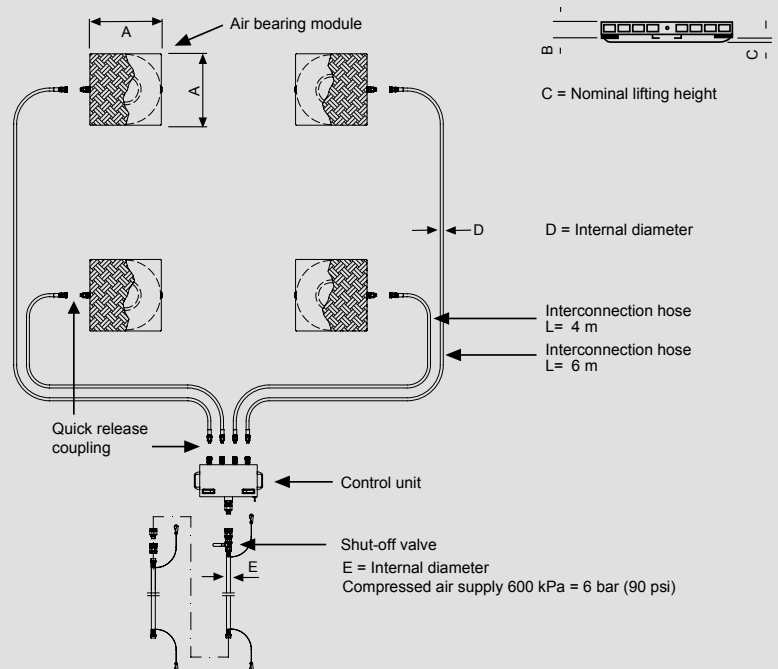 A
Air bearing module
A
B
C
C = Nominal lifting height
D
D = Internal diameter
Interconnection hose
L= 4 m
Interconnection hose
L= 6 m
Quick release
coupling
Control unit
Shut-off valve
E
E = Internal diameter
Compressed air supply 600 kPa = 6 bar (90 psi)